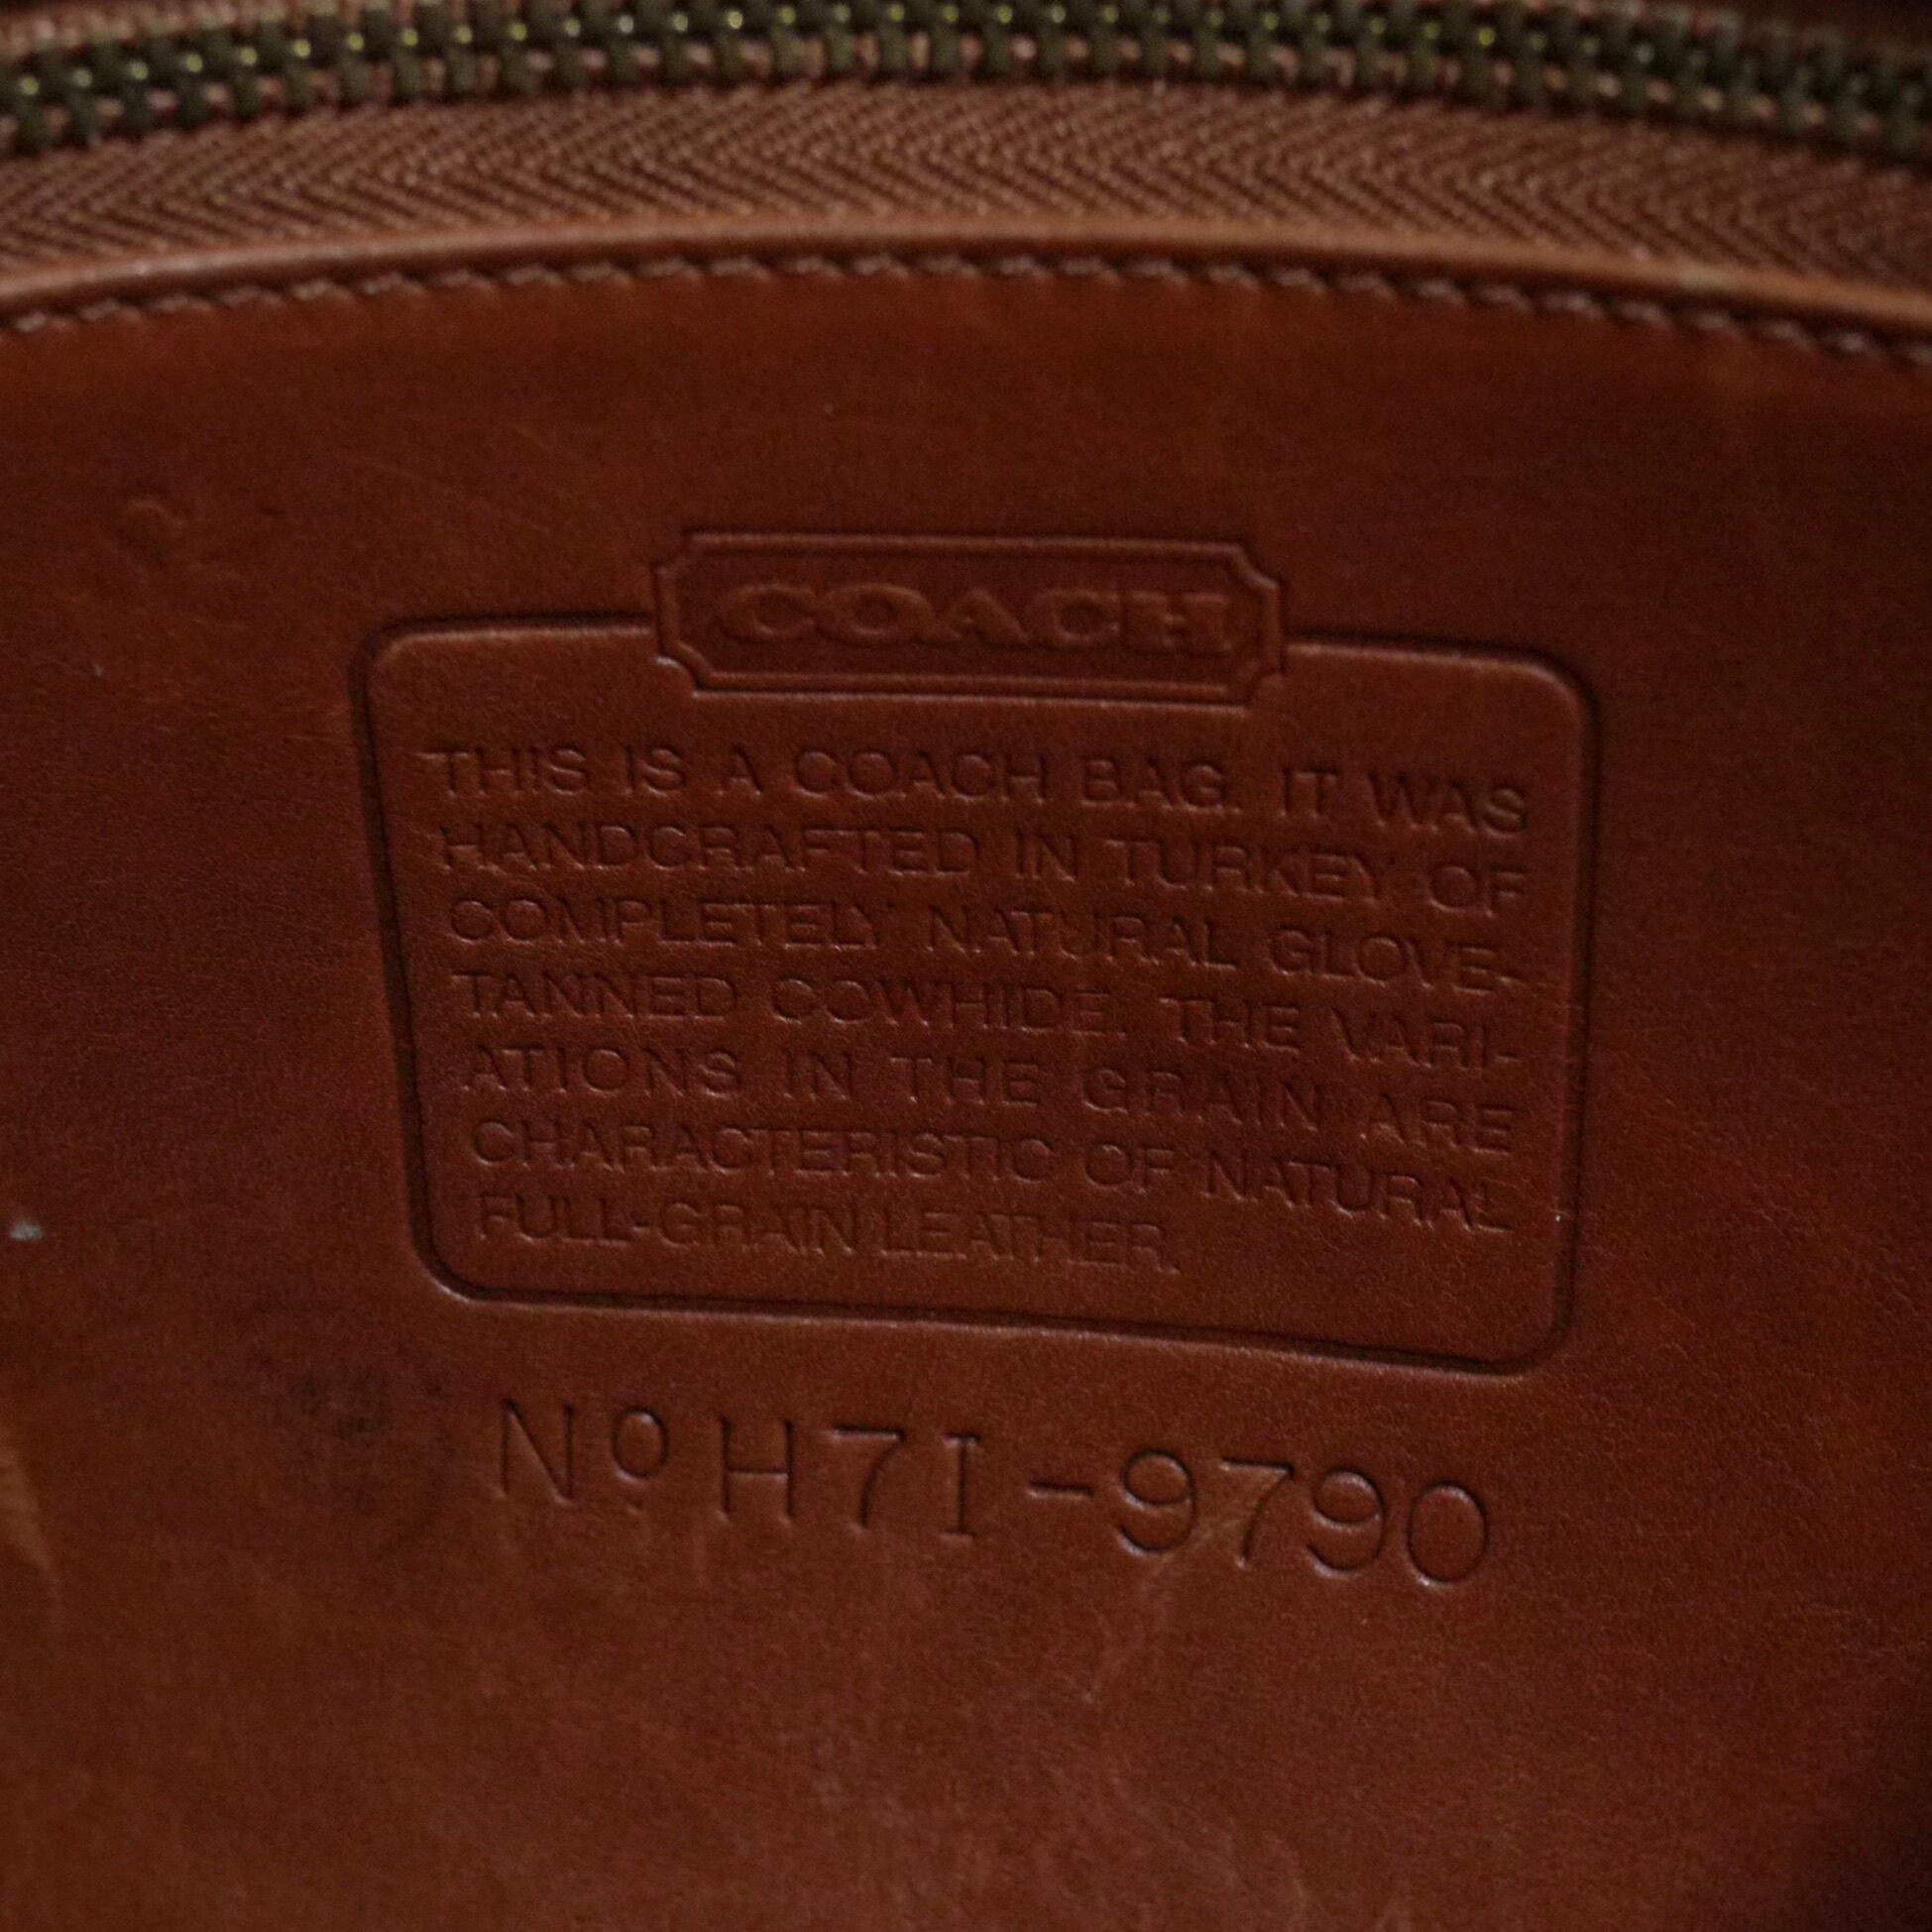 COACH
THIS IS A COACH BAG. IT WAS
HANDCRAFTED IN TURKEY OF
COMPLETELY NATURAL GLOVE-
TANNED COWHIDE. THE VARI-
ATIONS IN THE GRAIN ARE
CHARACTERISTIC OF NATURAL
FULL-GRAIN LEATHER.
Nº H7I-9790